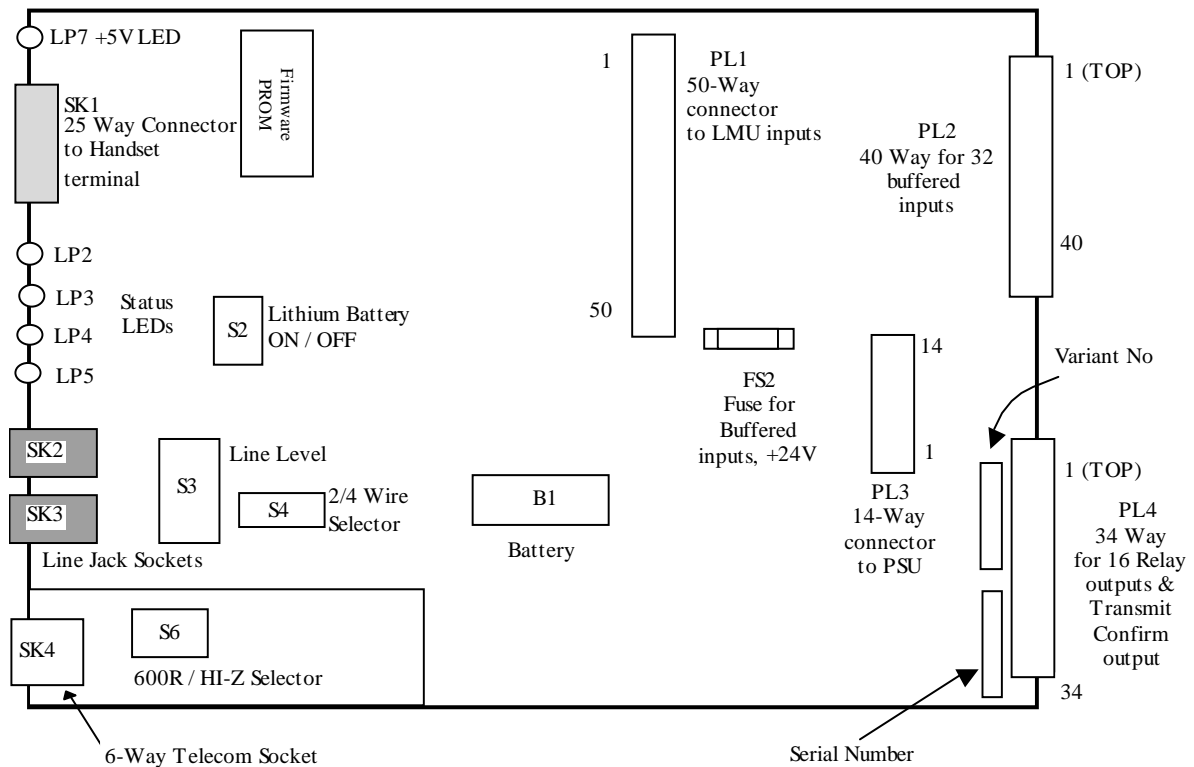 LP7 +5V LED
SK1
25 Way Connector
to Handset
terminal
Firmware
PROM
1
50
PL1
50-Way
connector
to LMU inputs
1 (TOP)
PL2
40 Way for 32
buffered
inputs
40
LP2
LP3
LP4
LP5
Status
LEDs
S2
Lithium Battery
ON / OFF
FS2
Fuse for
Buffered
inputs, +24V
14
1
PL3
14-Way
connector
to PSU
Variant No
SK2
SK3
Line Jack Sockets
S3
Line Level
S4
2/4 Wire
Selector
B1
Battery
1 (TOP)
PL4
34 Way
for 16 Relay
outputs &
Transmit
Confirm
output
34
SK4
S6
600R / HI-Z Selector
6-Way Telecom Socket
Serial Number